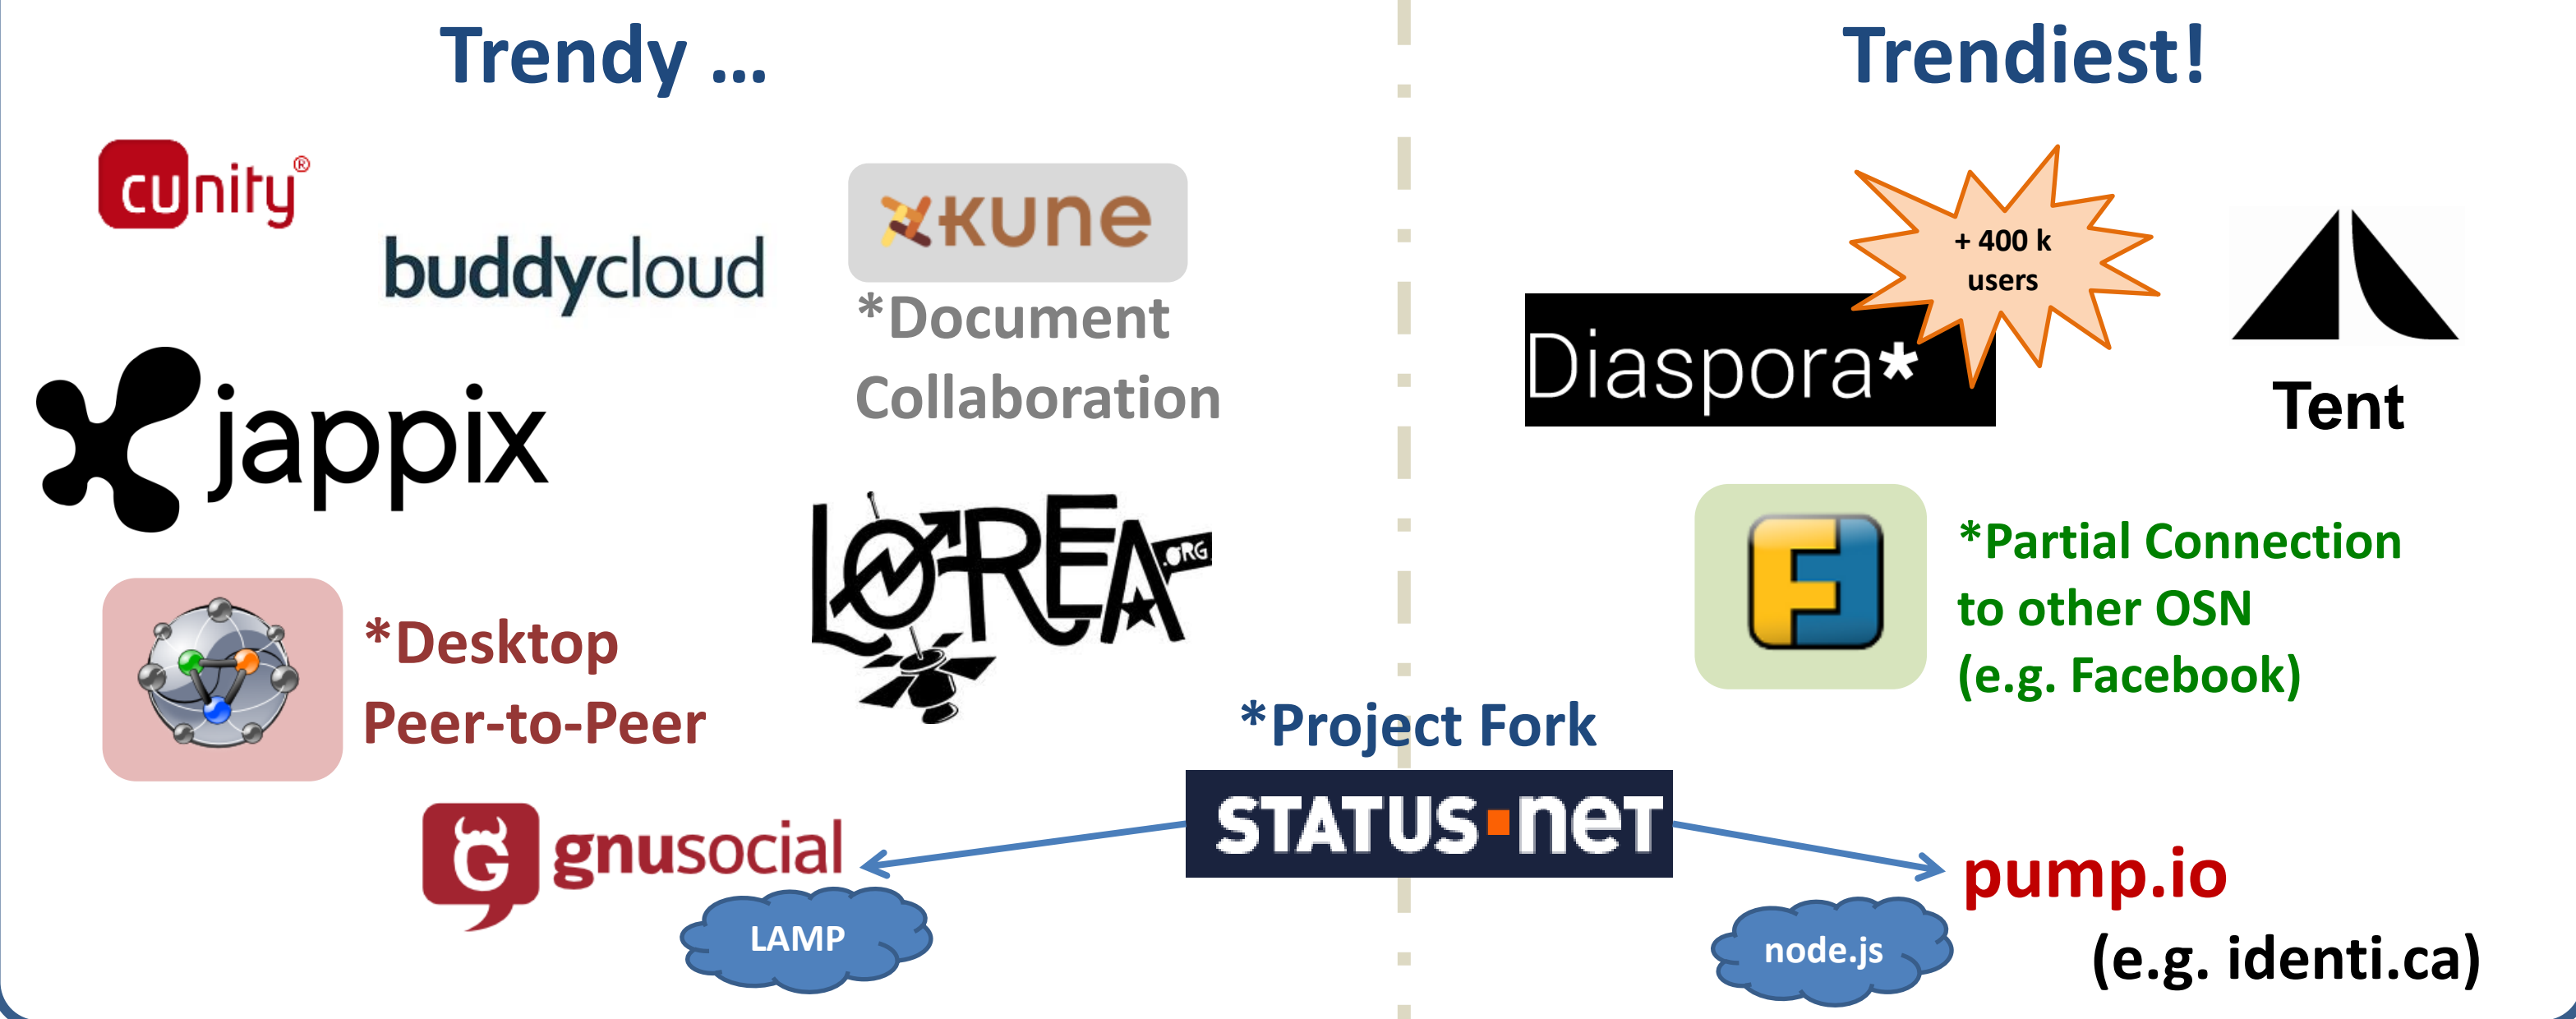 Trendy ...
cunity®
buddycloud
kune
*Document
Collaboration
jappix
LOREA
.ORG
*Desktop
Peer-to-Peer
gnusocial
LAMP
*Project Fork
STATUS net
Trendiest!
+ 400 k
users
Diaspora*
Tent
F
*Partial Connection
to other OSN
(e.g. Facebook)
pump.io
node.js
(e.g. identi.ca)